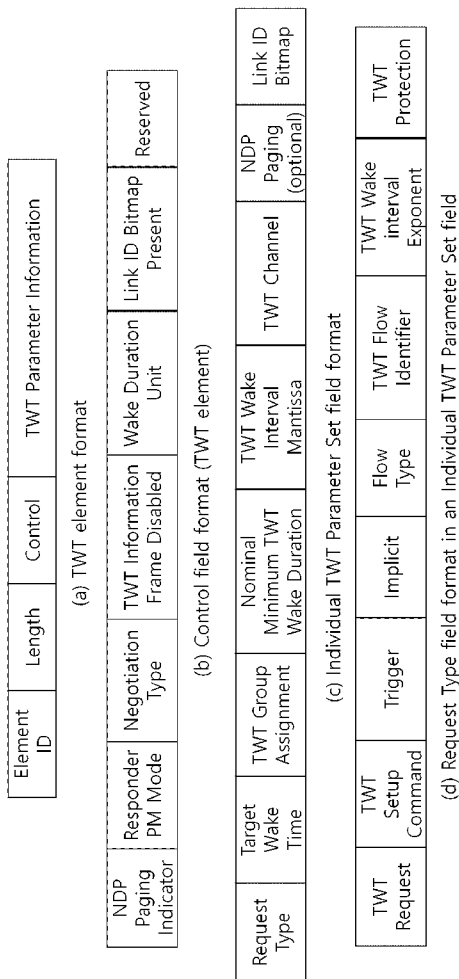 Element ID
Length
Control
TWT Parameter Information
(a) TWT element format
NDP Paging Indicator
Responder PM Mode
Negotiation Type
TWT Information Frame Disabled
Wake Duration Unit
Link ID Bitmap Present
Reserved
(b) Control field format (TWT element)
Request Type
Target Wake Time
TWT Group Assignment
Nominal Minimum TWT Wake Duration
TWT Wake Interval Mantissa
TWT Channel
NDP Paging (optional)
Link ID Bitmap
(c) Individual TWT Parameter Set field format
TWT Request
TWT Setup Command
Trigger
Implicit
Flow Type
TWT Flow Identifier
TWT Wake interval Exponent
TWT Protection
(d) Request Type field format in an Individual TWT Parameter Set field